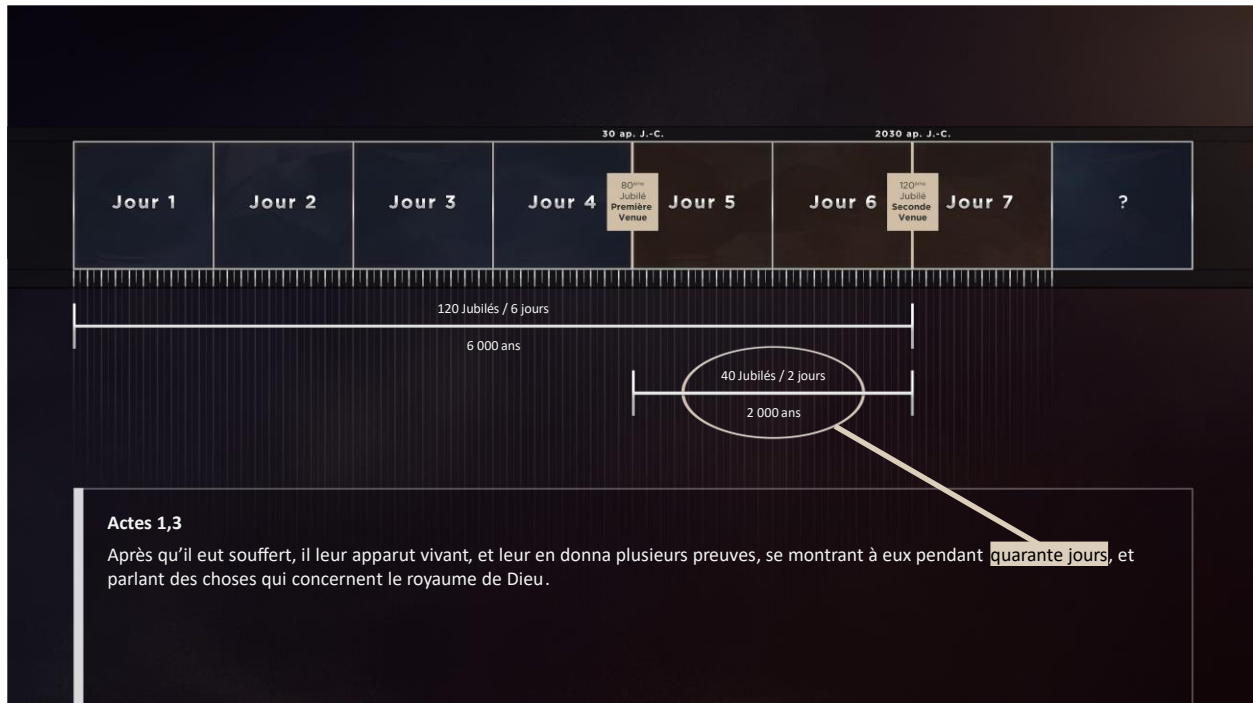 30 ap. J.-C.
2030 ap. J.-C.
Jour 1
Jour 2
Jour 3
Jour 4
80ème
Jubilé
Première
Venue
Jour 5
Jour 6
120ème
Jubilé
Seconde
Venue
Jour 7
?
120 Jubilés / 6 jours
6 000 ans
40 Jubilés / 2 jours
2 000 ans
Actes 1,3
Après qu’il eut souffert, il leur apparut vivant, et leur en donna plusieurs preuves, se montrant à eux pendant quarante jours, et
parlant des choses qui concernent le royaume de Dieu.